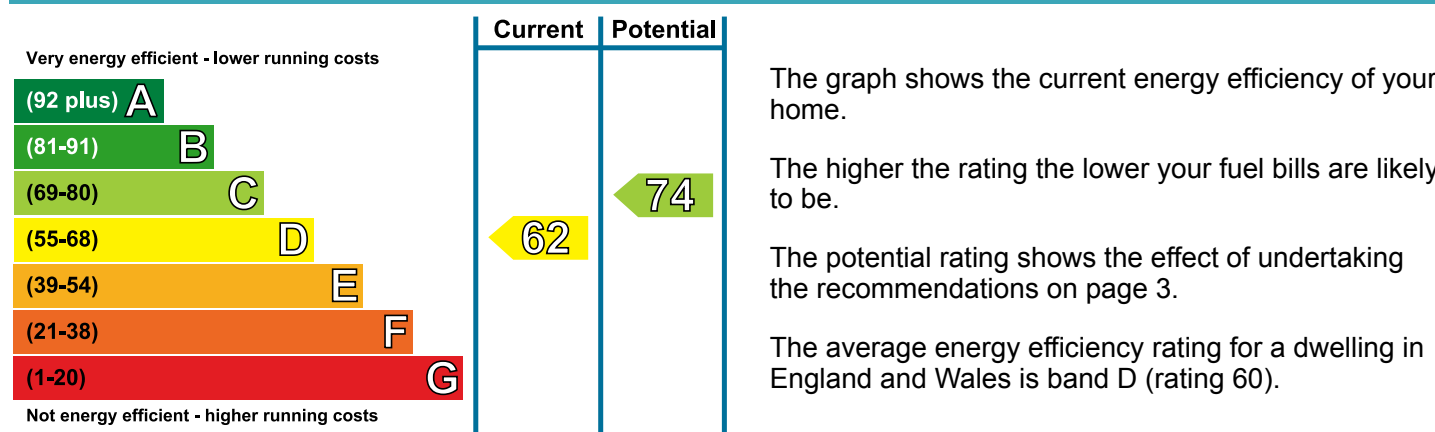 Current Potential
Very energy efficient - lower running costs
(92 plus) A
(81-91) B
(69-80) C
74
(55-68) D
62
(39-54) E
(21-38) F
(1-20) G
Not energy efficient - higher running costs
The graph shows the current energy efficiency of your
home.
The higher the rating the lower your fuel bills are likely
to be.
The potential rating shows the effect of undertaking
the recommendations on page 3.
The average energy efficiency rating for a dwelling in
England and Wales is band D (rating 60).